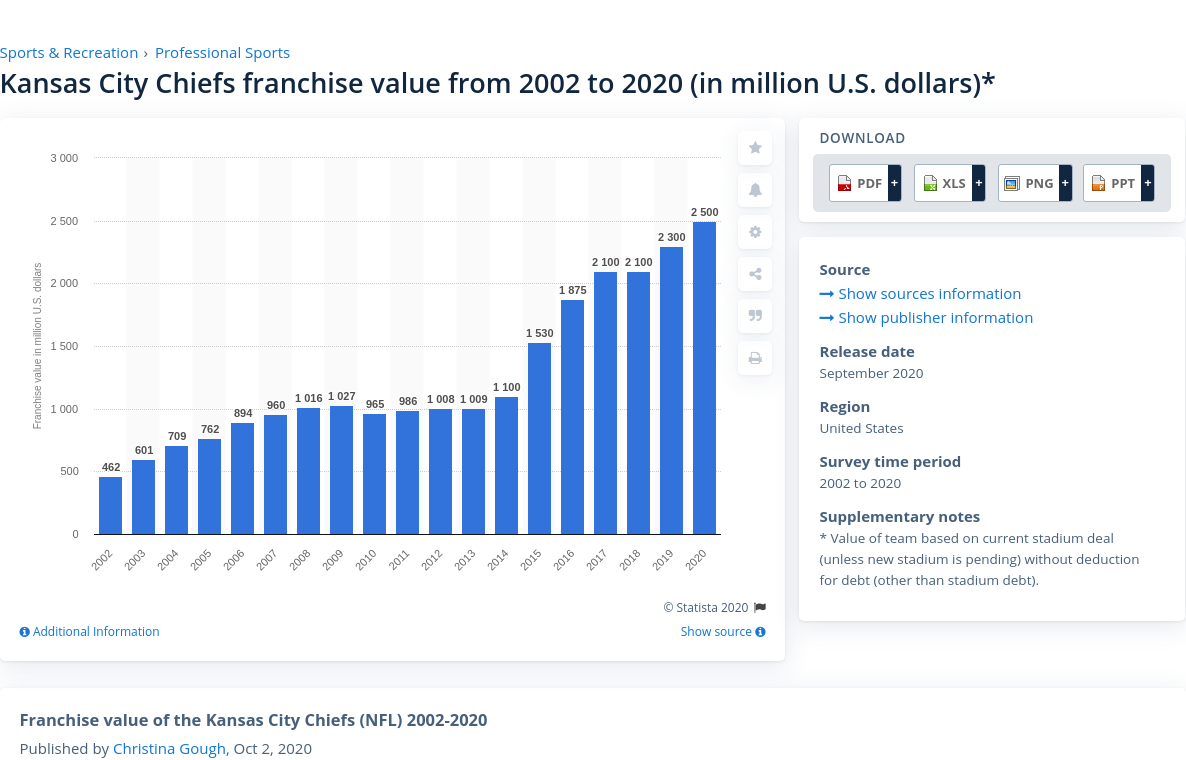 Sports & Recreation › Professional Sports
Kansas City Chiefs franchise value from 2002 to 2020 (in million U.S. dollars)*
Franchise value in million U.S. dollars
3 000
2 500
2 000
1 500
1 000
500
0
462
601
709
762
894
960
1 016
1 027
965
986
1 008
1 009
1 100
1 530
1 875
2 100
2 100
2 300
2 500
2002
2003
2004
2005
2006
2007
2008
2009
2010
2011
2012
2013
2014
2015
2016
2017
2018
2019
2020
© Statista 2020
Additional Information
Show source
DOWNLOAD
PDF + XLS + PNG + PPT +
Source
Show sources information
Show publisher information
Release date
September 2020
Region
United States
Survey time period
2002 to 2020
Supplementary notes
* Value of team based on current stadium deal
(unless new stadium is pending) without deduction
for debt (other than stadium debt).
Franchise value of the Kansas City Chiefs (NFL) 2002-2020
Published by Christina Gough, Oct 2, 2020